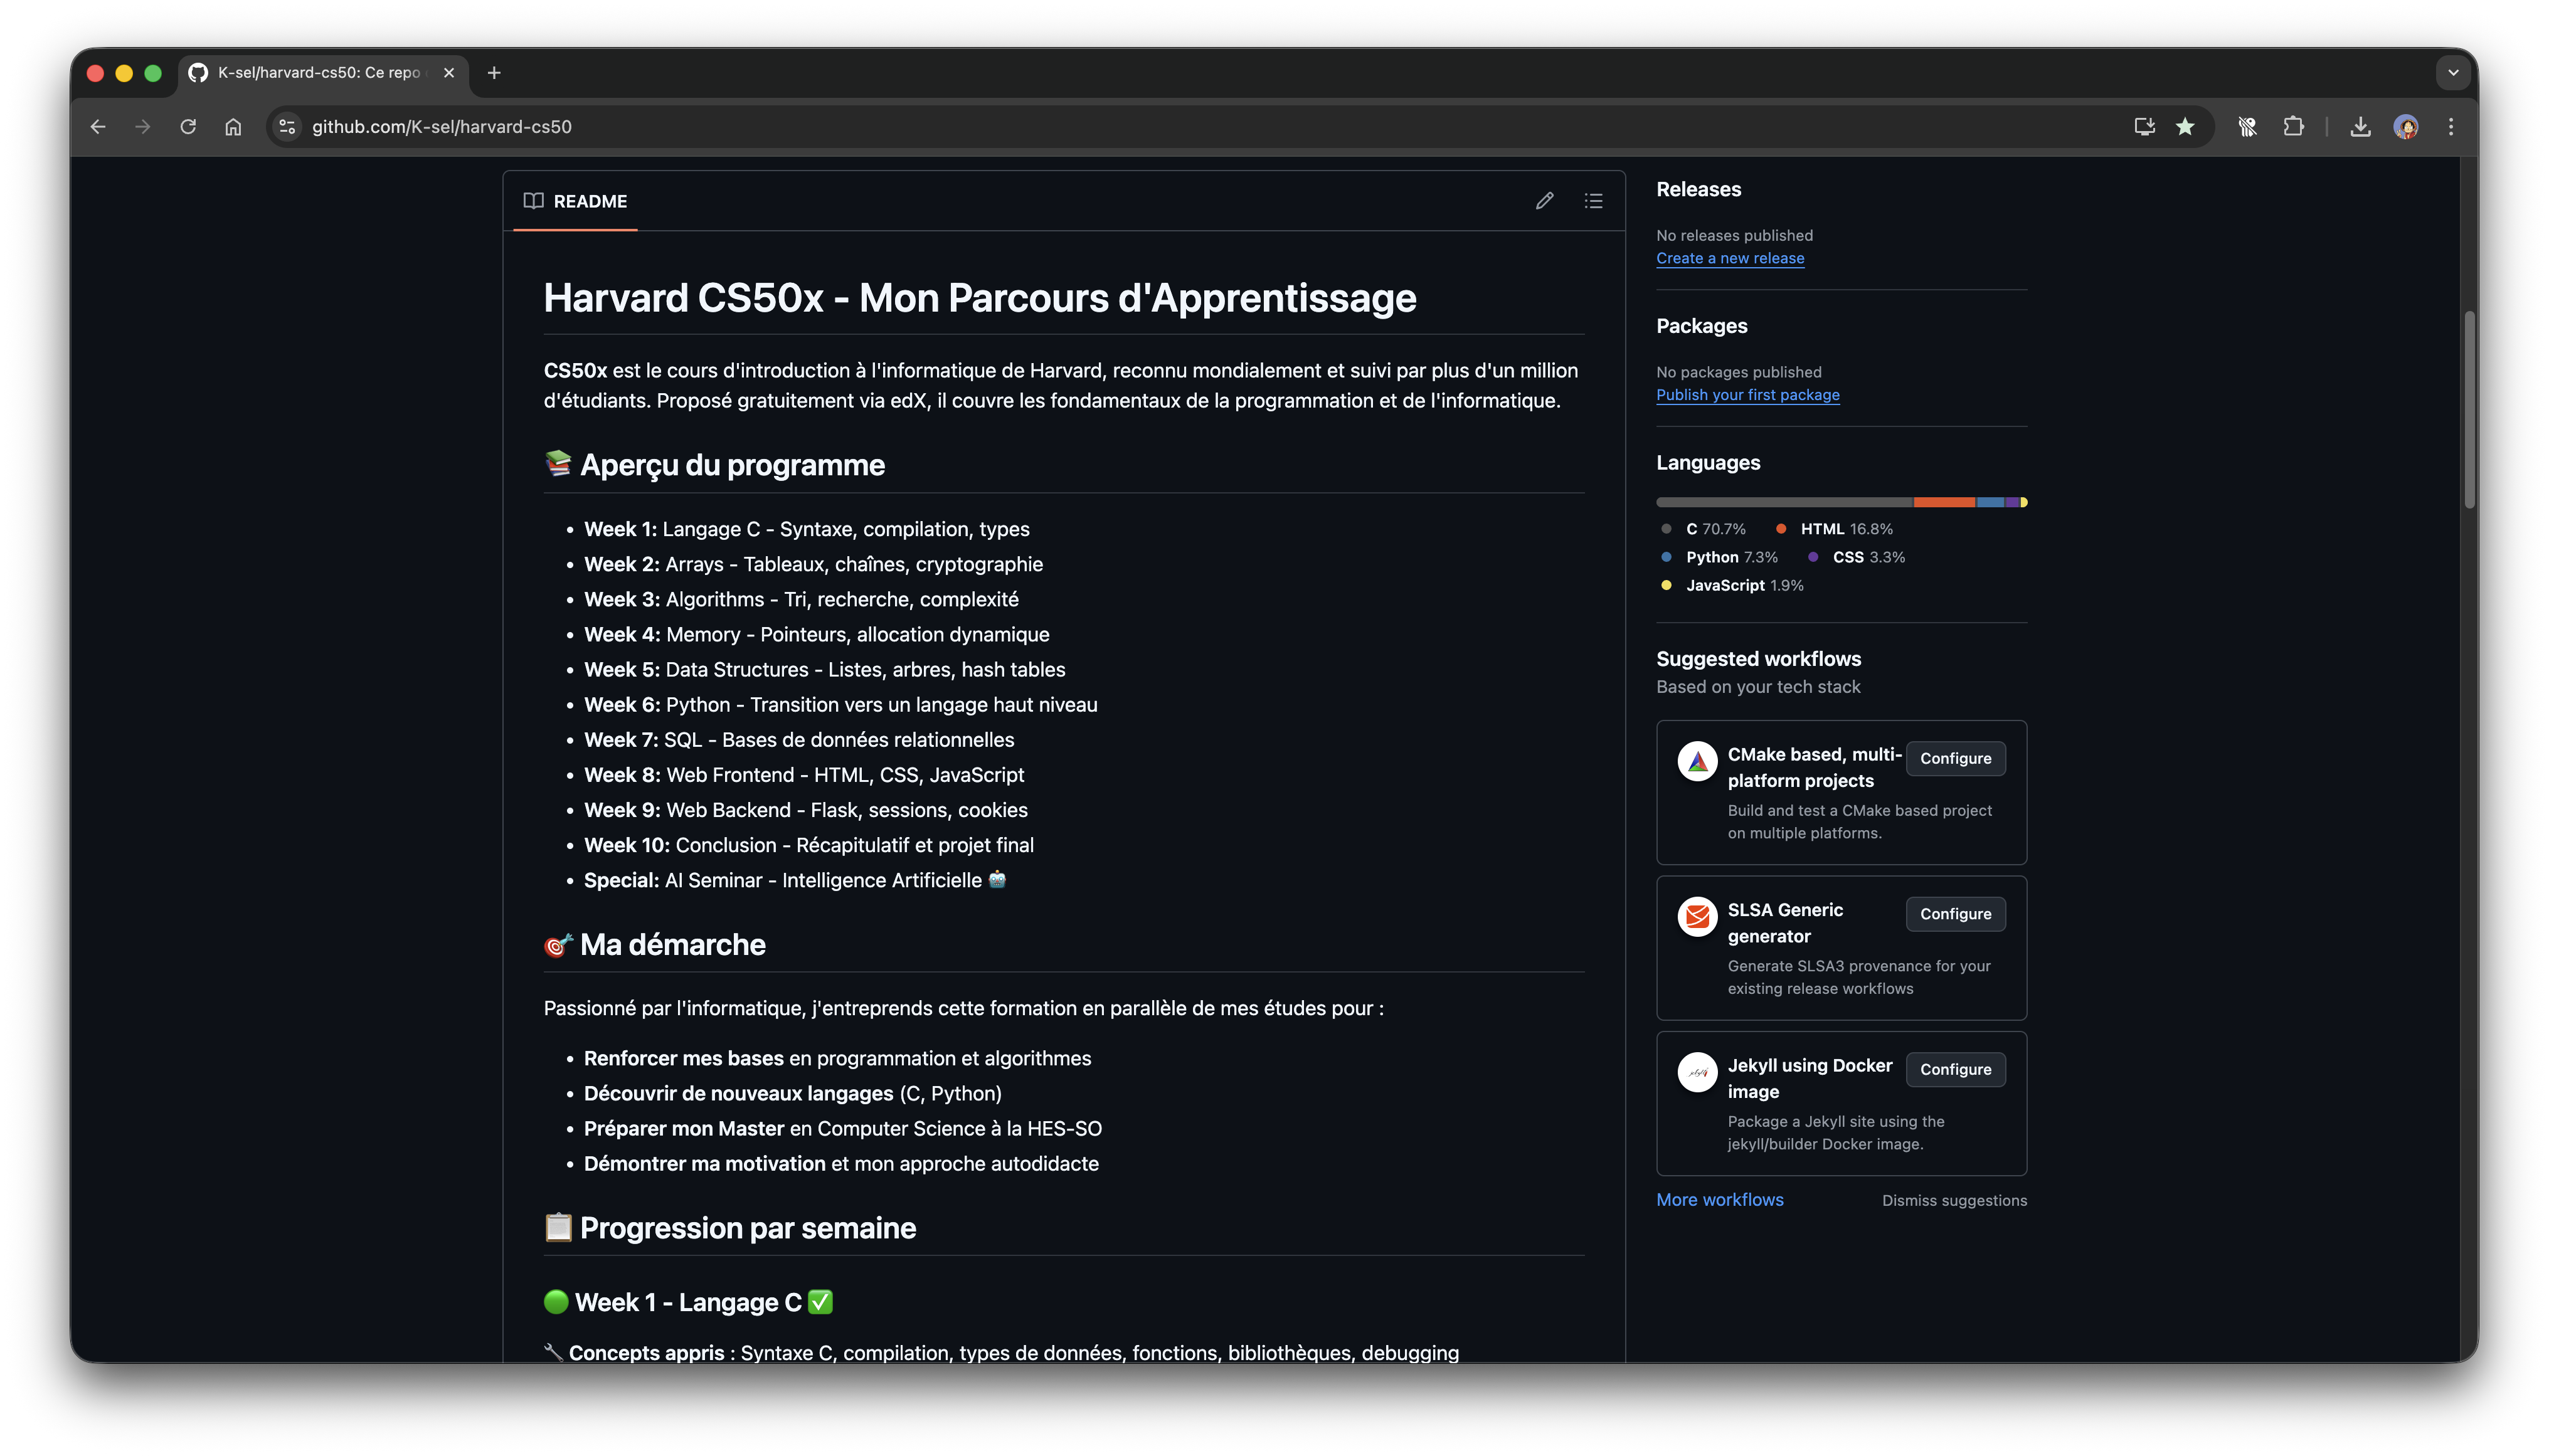 K-sel/harvard-cs50: Ce repo
github.com/K-sel/harvard-cs50
README
Harvard CS50x - Mon Parcours d'Apprentissage
CS50x est le cours d'introduction à l'informatique de Harvard, reconnu mondialement et suivi par plus d'un million
d'étudiants. Proposé gratuitement via edX, il couvre les fondamentaux de la programmation et de l'informatique.
📚 Aperçu du programme
• Week 1: Langage C - Syntaxe, compilation, types
• Week 2: Arrays - Tableaux, chaînes, cryptographie
• Week 3: Algorithms - Tri, recherche, complexité
• Week 4: Memory - Pointeurs, allocation dynamique
• Week 5: Data Structures - Listes, arbres, hash tables
• Week 6: Python - Transition vers un langage haut niveau
• Week 7: SQL - Bases de données relationnelles
• Week 8: Web Frontend - HTML, CSS, JavaScript
• Week 9: Web Backend - Flask, sessions, cookies
• Week 10: Conclusion - Récapitulatif et projet final
• Special: AI Seminar - Intelligence Artificielle 🤖
🎯 Ma démarche
Passionné par l'informatique, j'entreprends cette formation en parallèle de mes études pour :
• Renforcer mes bases en programmation et algorithmes
• Découvrir de nouveaux langages (C, Python)
• Préparer mon Master en Computer Science à la HES-SO
• Démontrer ma motivation et mon approche autodidacte
📋 Progression par semaine
🟢 Week 1 - Langage C ✅
🔧 Concepts appris : Syntaxe C, compilation, types de données, fonctions, bibliothèques, debugging
Releases
No releases published
Create a new release
Packages
No packages published
Publish your first package
Languages
C 70.7% HTML 16.8%
Python 7.3% CSS 3.3%
JavaScript 1.9%
Suggested workflows
Based on your tech stack
CMake based, multi-
platform projects
Configure
Build and test a CMake based project
on multiple platforms.
SLSA Generic
generator
Configure
Generate SLSA3 provenance for your
existing release workflows
Jekyll using Docker
image
Configure
Package a Jekyll site using the
jekyll/builder Docker image.
More workflows Dismiss suggestions